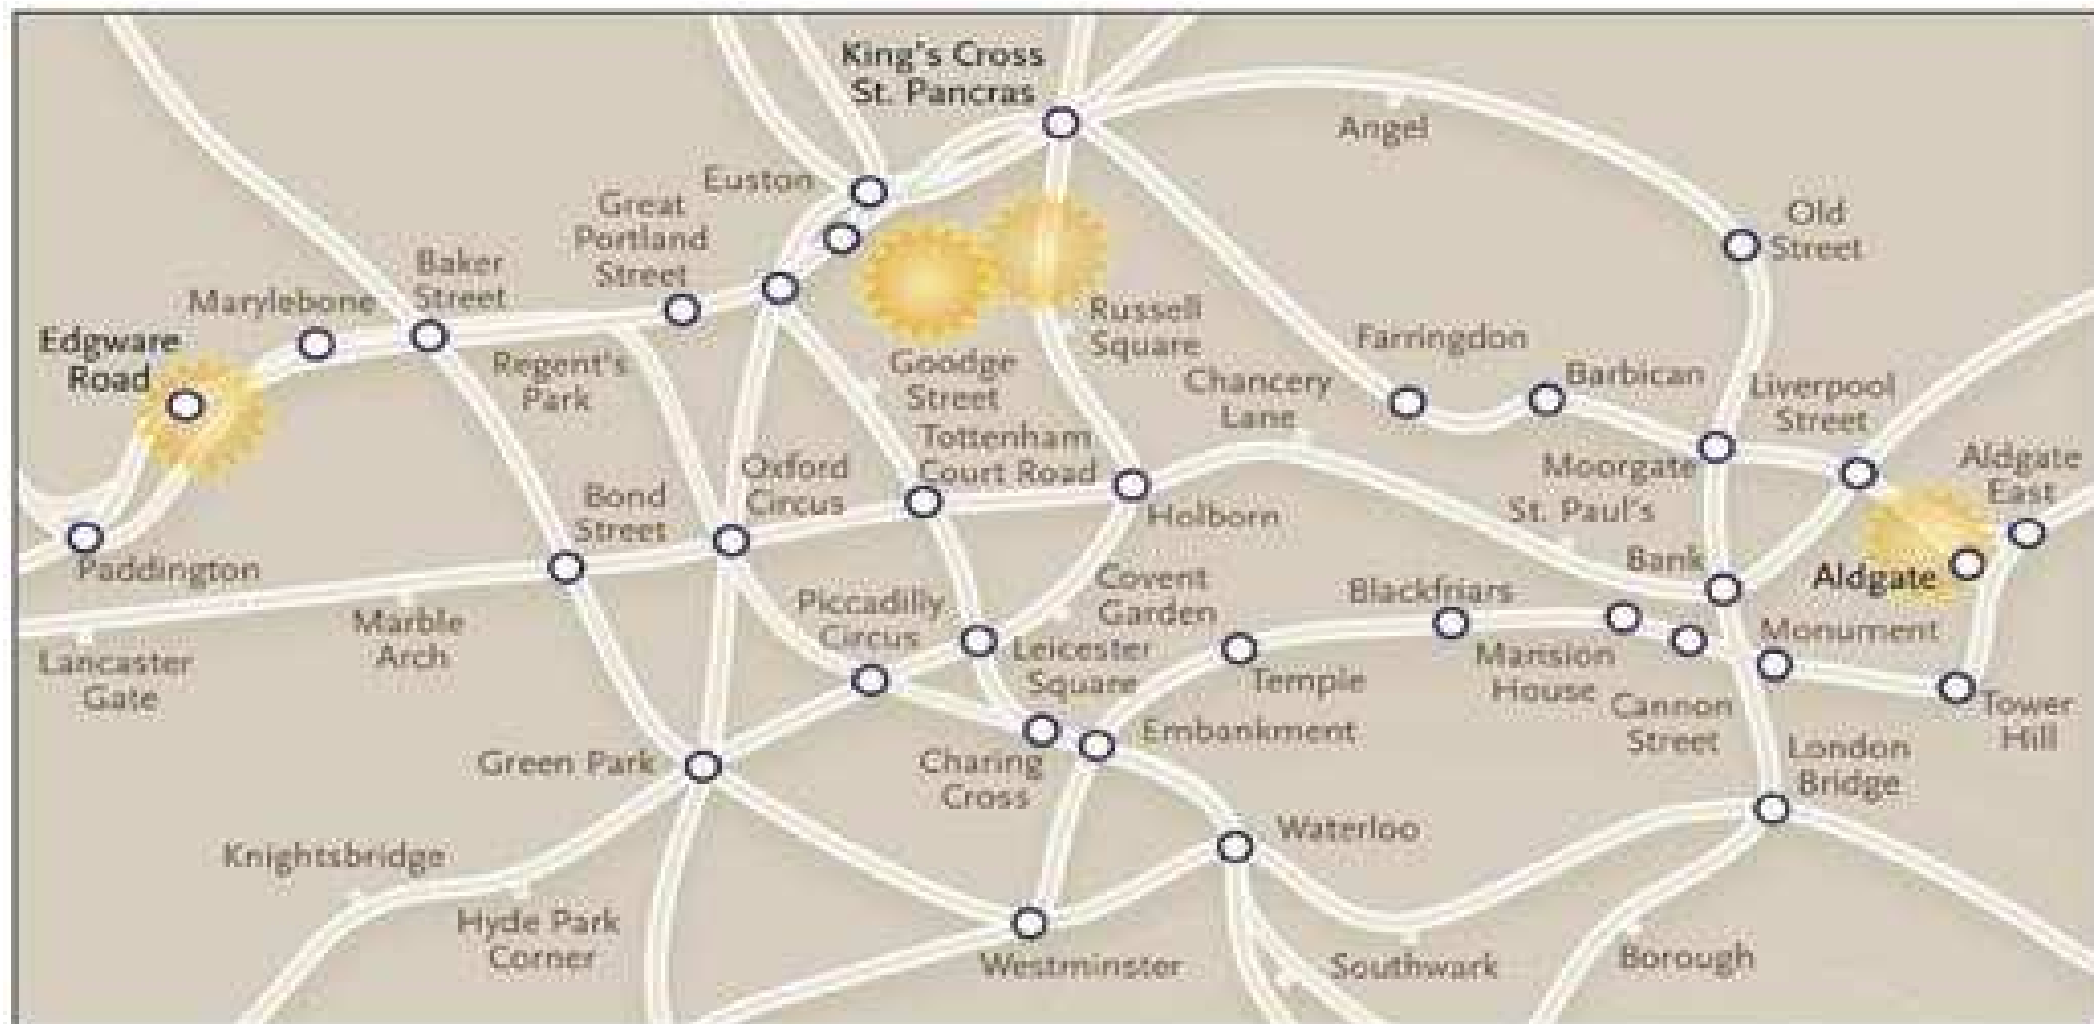 King's Cross
St. Pancras
Angel
Euston
Great
Portland
Street
Old
Street
Baker
Street
Marylebone
Edgware
Road
Regent's
Park
Russell
Square
Goodge
Street
Farringdon
Chancery
Lane
Barbican
Liverpool
Street
Tottenham
Court Road
Oxford
Circus
Moorgate
Aldgate
East
Bond
Street
Holborn
St. Paul's
Paddington
Bank
Aldgate
Covent
Garden
Blackfriars
Piccadilly
Circus
Marble
Arch
Lancaster
Gate
Leicester
Square
Temple
Mansion
House
Monument
Cannon
Street
Tower
Hill
Embankment
Green Park
Charing
Cross
London
Bridge
Waterloo
Knightsbridge
Hyde Park
Corner
Westminster
Southwark
Borough